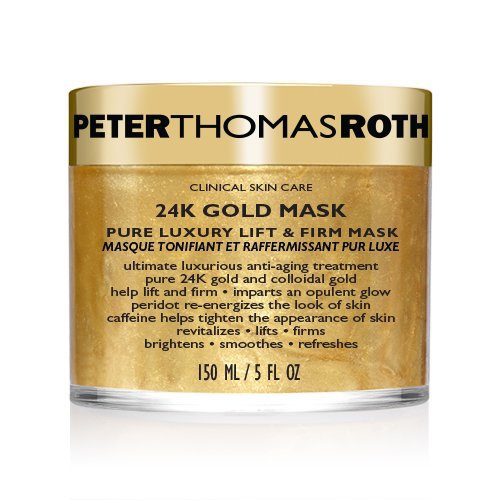 PETERTHOMASROTH
CLINICAL SKIN CARE
24K GOLD MASK
PURE LUXURY LIFT & FIRM MASK
MASQUE TONIFIANT ET RAFFERMISSANT PUR LUXE
ultimate luxurious anti-aging treatment
pure 24K gold and colloidal gold
help lift and firm • imparts an opulent glow
peridot re-energizes the look of skin
caffeine helps tighten the appearance of skin
revitalizes • lifts • firms
brightens • smoothes • refreshes
150 ML / 5 FL OZ